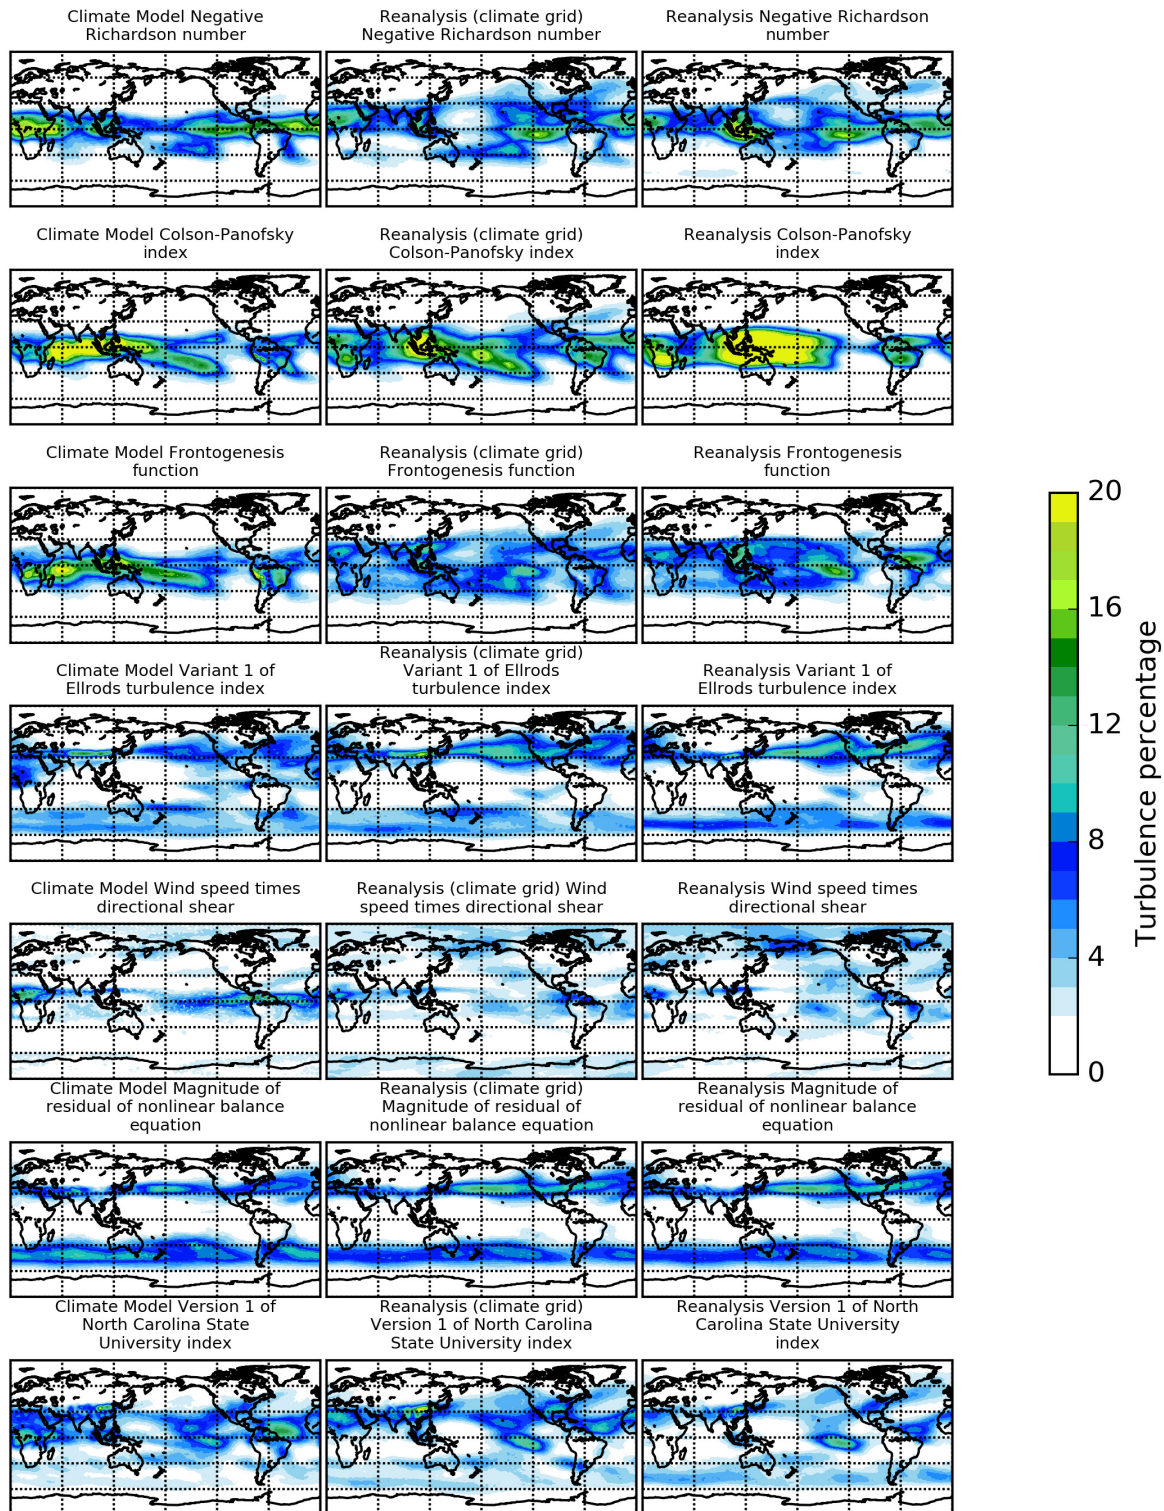 Climate Model Negative
Richardson number
Reanalysis (climate grid)
Negative Richardson number
Reanalysis Negative Richardson
number
Climate Model Colson-Panofsky
index
Reanalysis (climate grid)
Colson-Panofsky index
Reanalysis Colson-Panofsky
index
Climate Model Frontogenesis
function
Reanalysis (climate grid)
Frontogenesis function
Reanalysis Frontogenesis
function
Climate Model Variant 1 of
Ellrods turbulence index
Reanalysis (climate grid)
Variant 1 of Ellrods
turbulence index
Reanalysis Variant 1 of
Ellrods turbulence index
Climate Model Wind speed times
directional shear
Reanalysis (climate grid) Wind
speed times directional shear
Reanalysis Wind speed times
directional shear
Climate Model Magnitude of
residual of nonlinear balance
equation
Reanalysis (climate grid)
Magnitude of residual of
nonlinear balance equation
Reanalysis Magnitude of
residual of nonlinear balance
equation
Climate Model Version 1 of
North Carolina State
University index
Reanalysis (climate grid)
Version 1 of North Carolina
State University index
Reanalysis Version 1 of North
Carolina State University
index
20
16
12
8
4
0
Turbulence percentage